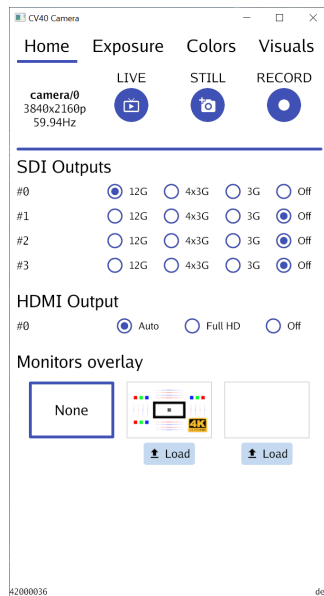 CV40 Camera
Home Exposure Colors Visuals
LIVE STILL RECORD
camera/0
3840x2160p
59.94Hz
SDI Outputs
#0 12G 4x3G 3G Off
#1 12G 4x3G 3G Off
#2 12G 4x3G 3G Off
#3 12G 4x3G 3G Off
HDMI Output
#0 Auto Full HD Off
Monitors overlay
None
4K
Load Load
42000036 de